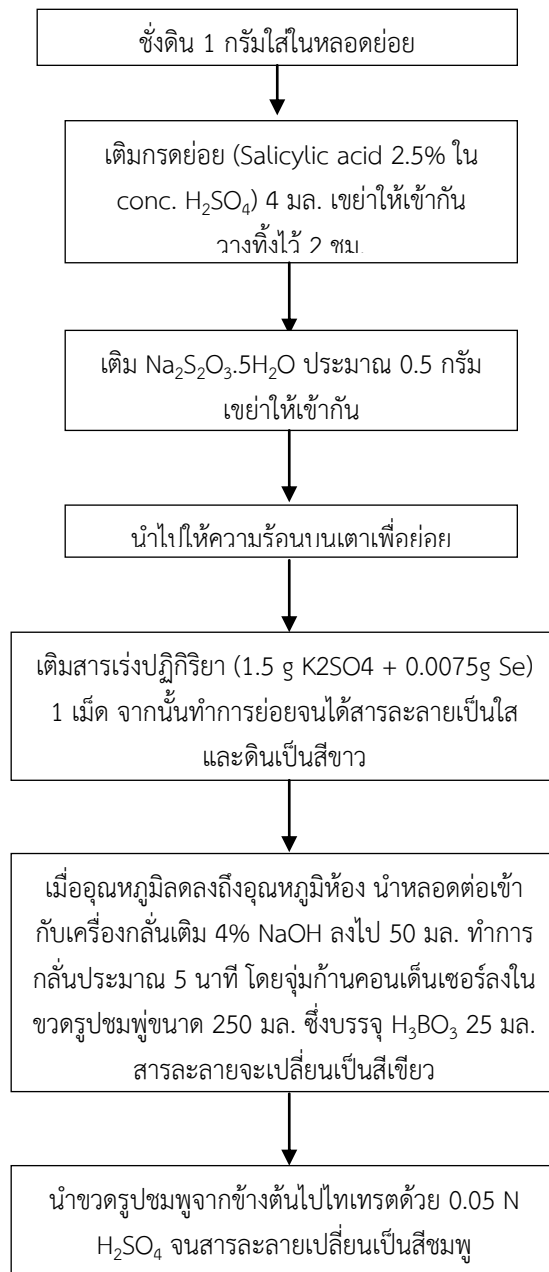 ชั่งดิน 1 กรัมใส่ในหลอดย่อย
เติมกรดย่อย (Salicylic acid 2.5% ใน
conc. H₂SO₄) 4 มล. เขย่าให้เข้ากัน
วางทิ้งไว้ 2 ชม.
เติม Na₂S₂O₃.5H₂O ประมาณ 0.5 กรัม
เขย่าให้เข้ากัน
นำไปให้ความร้อนบนเตาเพื่อย่อย
เติมสารเร่งปฏิกิริยา (1.5 g K2SO4 + 0.0075g Se)
1 เม็ด จากนั้นทำการย่อยจนได้สารละลายเป็นใส
และดินเป็นสีขาว
เมื่ออุณหภูมิลดลงถึงอุณหภูมิห้อง นำหลอดต่อเข้า
กับเครื่องกลั่นเติม 4% NaOH ลงไป 50 มล. ทำการ
กลั่นประมาณ 5 นาที โดยจุ่มก้านคอนเด็นเซอร์ลงใน
ขวดรูปชมพู่ขนาด 250 มล. ซึ่งบรรจุ H₃BO₃ 25 มล.
สารละลายจะเปลี่ยนเป็นสีเขียว
นำขวดรูปชมพูจากข้างต้นไปไทเทรตด้วย 0.05 N
H₂SO₄ จนสารละลายเปลี่ยนเป็นสีชมพู